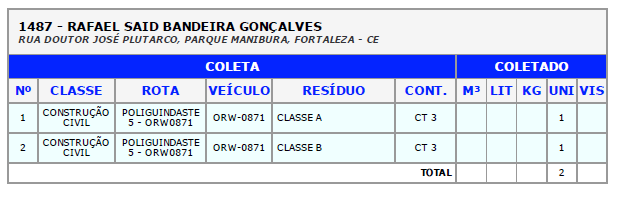 1487 - RAFAEL SAID BANDEIRA GONÇALVES
RUA DOUTOR JOSÉ PLUTARCO, PARQUE MANIBURA, FORTALEZA - CE
COLETA COLETADO
Nº CLASSE ROTA VEÍCULO RESÍDUO CONT. M³ LIT KG UNI VIS
1 CONSTRUÇÃO CIVIL POLIGUINDASTE 5 - ORW0871 ORW-0871 CLASSE A CT 3 1
2 CONSTRUÇÃO CIVIL POLIGUINDASTE 5 - ORW0871 ORW-0871 CLASSE B CT 3 1
TOTAL 2